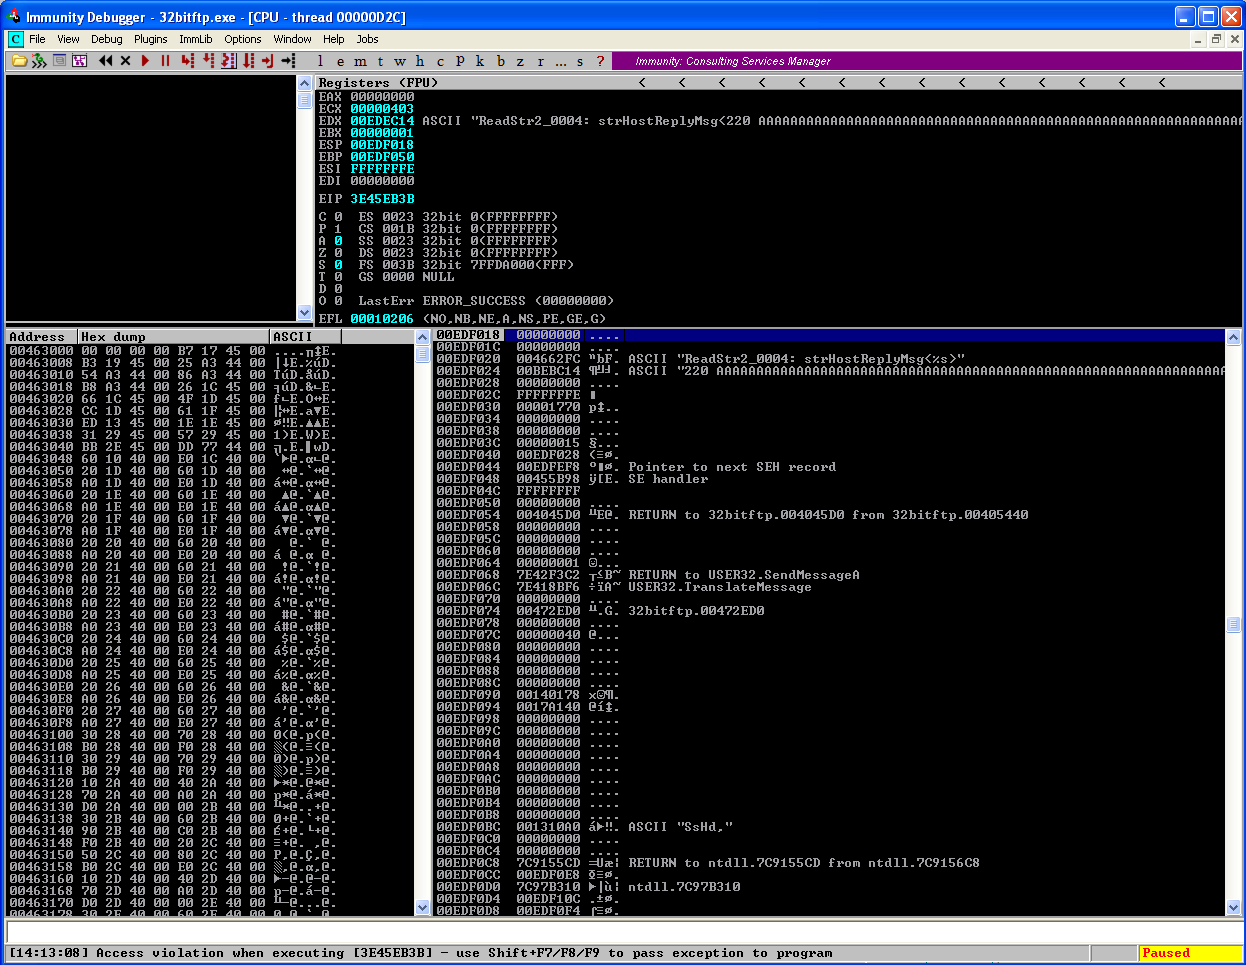 Immunity Debugger - 32bitftp.exe - [CPU - thread 00000D2C]
File View Debug Plugins ImmLib Options Window Help Jobs
l e m t w h c P k b z r ... s ?
Immunity: Consulting Services Manager
Registers (FPU)
EAX 00000000
ECX 00000403
EDX 00EDEC14 ASCII "ReadStr2_0004: strHostReplyMsg<220
EBX 00000001
ESP 00EDF018
EBP 00EDF050
ESI FFFFFFFE
EDI 00000000
EIP 3E45EB3B
C 0 ES 0023 32bit 0(FFFFFFFF)
P 1 CS 001B 32bit 0(FFFFFFFF)
A 0 SS 0023 32bit 0(FFFFFFFF)
Z 0 DS 0023 32bit 0(FFFFFFFF)
S 0 FS 003B 32bit 7FFDA000(FFF)
T 0 GS 0000 NULL
D 0
O 0 LastErr ERROR_SUCCESS (00000000)
EFL 00010206 (NO,NB,NE,A,NS,PE,GE,G)
Address Hex dump ASCII
00463000 00 00 00 00 B7 17 45 00
00463008 B3 19 45 00 25 A3 44 00
00463010 54 A3 44 00 86 A3 44 00
00463018 B8 A3 44 00 26 1C 45 00
00463020 66 1C 45 00 4F 1D 45 00
00463028 CC 1D 45 00 61 1F 45 00
00463030 ED 13 45 00 1E 1E 45 00
00463038 31 29 45 00 57 29 45 00
00463040 BB 2E 45 00 DD 77 44 00
00463048 60 10 40 00 E0 1C 40 00
00463050 20 1D 40 00 60 1D 40 00
00463058 A0 1D 40 00 E0 1D 40 00
00463060 20 1E 40 00 60 1E 40 00
00463068 A0 1E 40 00 E0 1E 40 00
00463070 20 1F 40 00 60 1F 40 00
00463078 A0 1F 40 00 E0 1F 40 00
00463080 20 20 40 00 60 20 40 00
00463088 A0 20 40 00 E0 20 40 00
00463090 20 21 40 00 60 21 40 00
00463098 A0 21 40 00 E0 21 40 00
004630A0 20 22 40 00 60 22 40 00
004630A8 A0 22 40 00 E0 22 40 00
004630B0 20 23 40 00 60 23 40 00
004630B8 A0 23 40 00 E0 23 40 00
004630C0 20 24 40 00 60 24 40 00
004630C8 A0 24 40 00 E0 24 40 00
004630D0 20 25 40 00 60 25 40 00
004630D8 A0 25 40 00 E0 25 40 00
004630E0 20 26 40 00 60 26 40 00
004630E8 A0 26 40 00 E0 26 40 00
004630F0 20 27 40 00 60 27 40 00
004630F8 A0 27 40 00 E0 27 40 00
00463100 30 28 40 00 70 28 40 00
00463108 B0 28 40 00 F0 28 40 00
00463110 30 29 40 00 70 29 40 00
00463118 B0 29 40 00 F0 29 40 00
00463120 10 2A 40 00 40 2A 40 00
00463128 70 2A 40 00 A0 2A 40 00
00463130 D0 2A 40 00 00 2B 40 00
00463138 30 2B 40 00 60 2B 40 00
00463140 90 2B 40 00 C0 2B 40 00
00463148 F0 2B 40 00 20 2C 40 00
00463150 50 2C 40 00 80 2C 40 00
00463158 B0 2C 40 00 E0 2C 40 00
00463160 10 2D 40 00 40 2D 40 00
00463168 70 2D 40 00 A0 2D 40 00
00463170 D0 2D 40 00 00 2E 40 00
00463178 30 2E 40 00 60 2E 40 00
00EDF018 00000000 ....
00EDF01C 00000000 ....
00EDF020 004662FC ASCII "ReadStr2_0004: strHostReplyMsg<%s>"
00EDF024 00BEBC14 ASCII "220
00EDF028 00000000 ....
00EDF02C FFFFFFFE
00EDF030 00001770
00EDF034 00000000 ....
00EDF038 00000000 ....
00EDF03C 00000015 §...
00EDF040 00EDF028
00EDF044 00EDFEF8 Pointer to next SEH record
00EDF048 00455B98 ÿ[E. SE handler
00EDF04C FFFFFFFF
00EDF050 00000000 ....
00EDF054 004045D0 RETURN to 32bitftp.004045D0 from 32bitftp.00405440
00EDF058 00000000 ....
00EDF05C 00000000 ....
00EDF060 00000000 ....
00EDF064 00000001
00EDF068 7E42F3C2 RETURN to USER32.SendMessageA
00EDF06C 7E418BF6 USER32.TranslateMessage
00EDF070 00000000 ....
00EDF074 00472ED0 32bitftp.00472ED0
00EDF078 00000000 ....
00EDF07C 00000040 @...
00EDF080 00000000 ....
00EDF084 00000000 ....
00EDF088 00000000 ....
00EDF08C 00000000 ....
00EDF090 00140178
00EDF094 0017A140
00EDF098 00000000 ....
00EDF09C 00000000 ....
00EDF0A0 00000000 ....
00EDF0A4 00000000 ....
00EDF0A8 00000000 ....
00EDF0AC 00000000 ....
00EDF0B0 00000000 ....
00EDF0B4 00000000 ....
00EDF0B8 00000000 ....
00EDF0BC 001310A0 ASCII "SsHd,"
00EDF0C0 00000000 ....
00EDF0C4 00000000 ....
00EDF0C8 7C9155CD RETURN to ntdll.7C9155CD from ntdll.7C9156C8
00EDF0CC 00EDF0E8
00EDF0D0 7C97B310 ntdll.7C97B310
00EDF0D4 00EDF10C
00EDF0D8 00EDF0F4
[14:13:08] Access violation when executing [3E45EB3B] - use Shift+F7/F8/F9 to pass exception to program
Paused